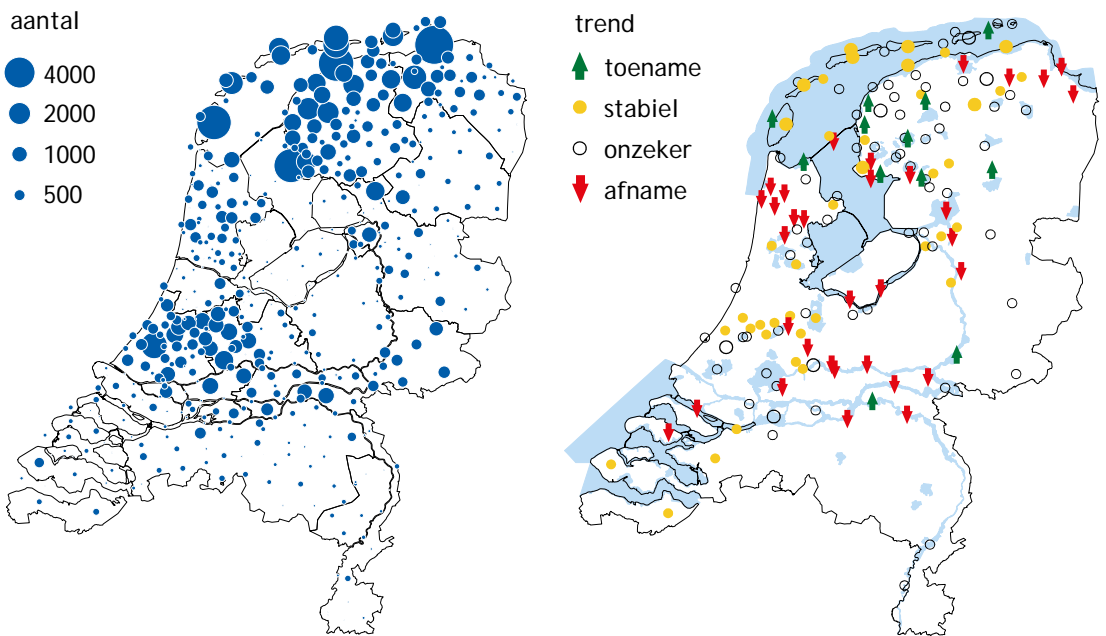 aantal
4000
2000
1000
500
trend
toename
stabiel
onzeker
afname